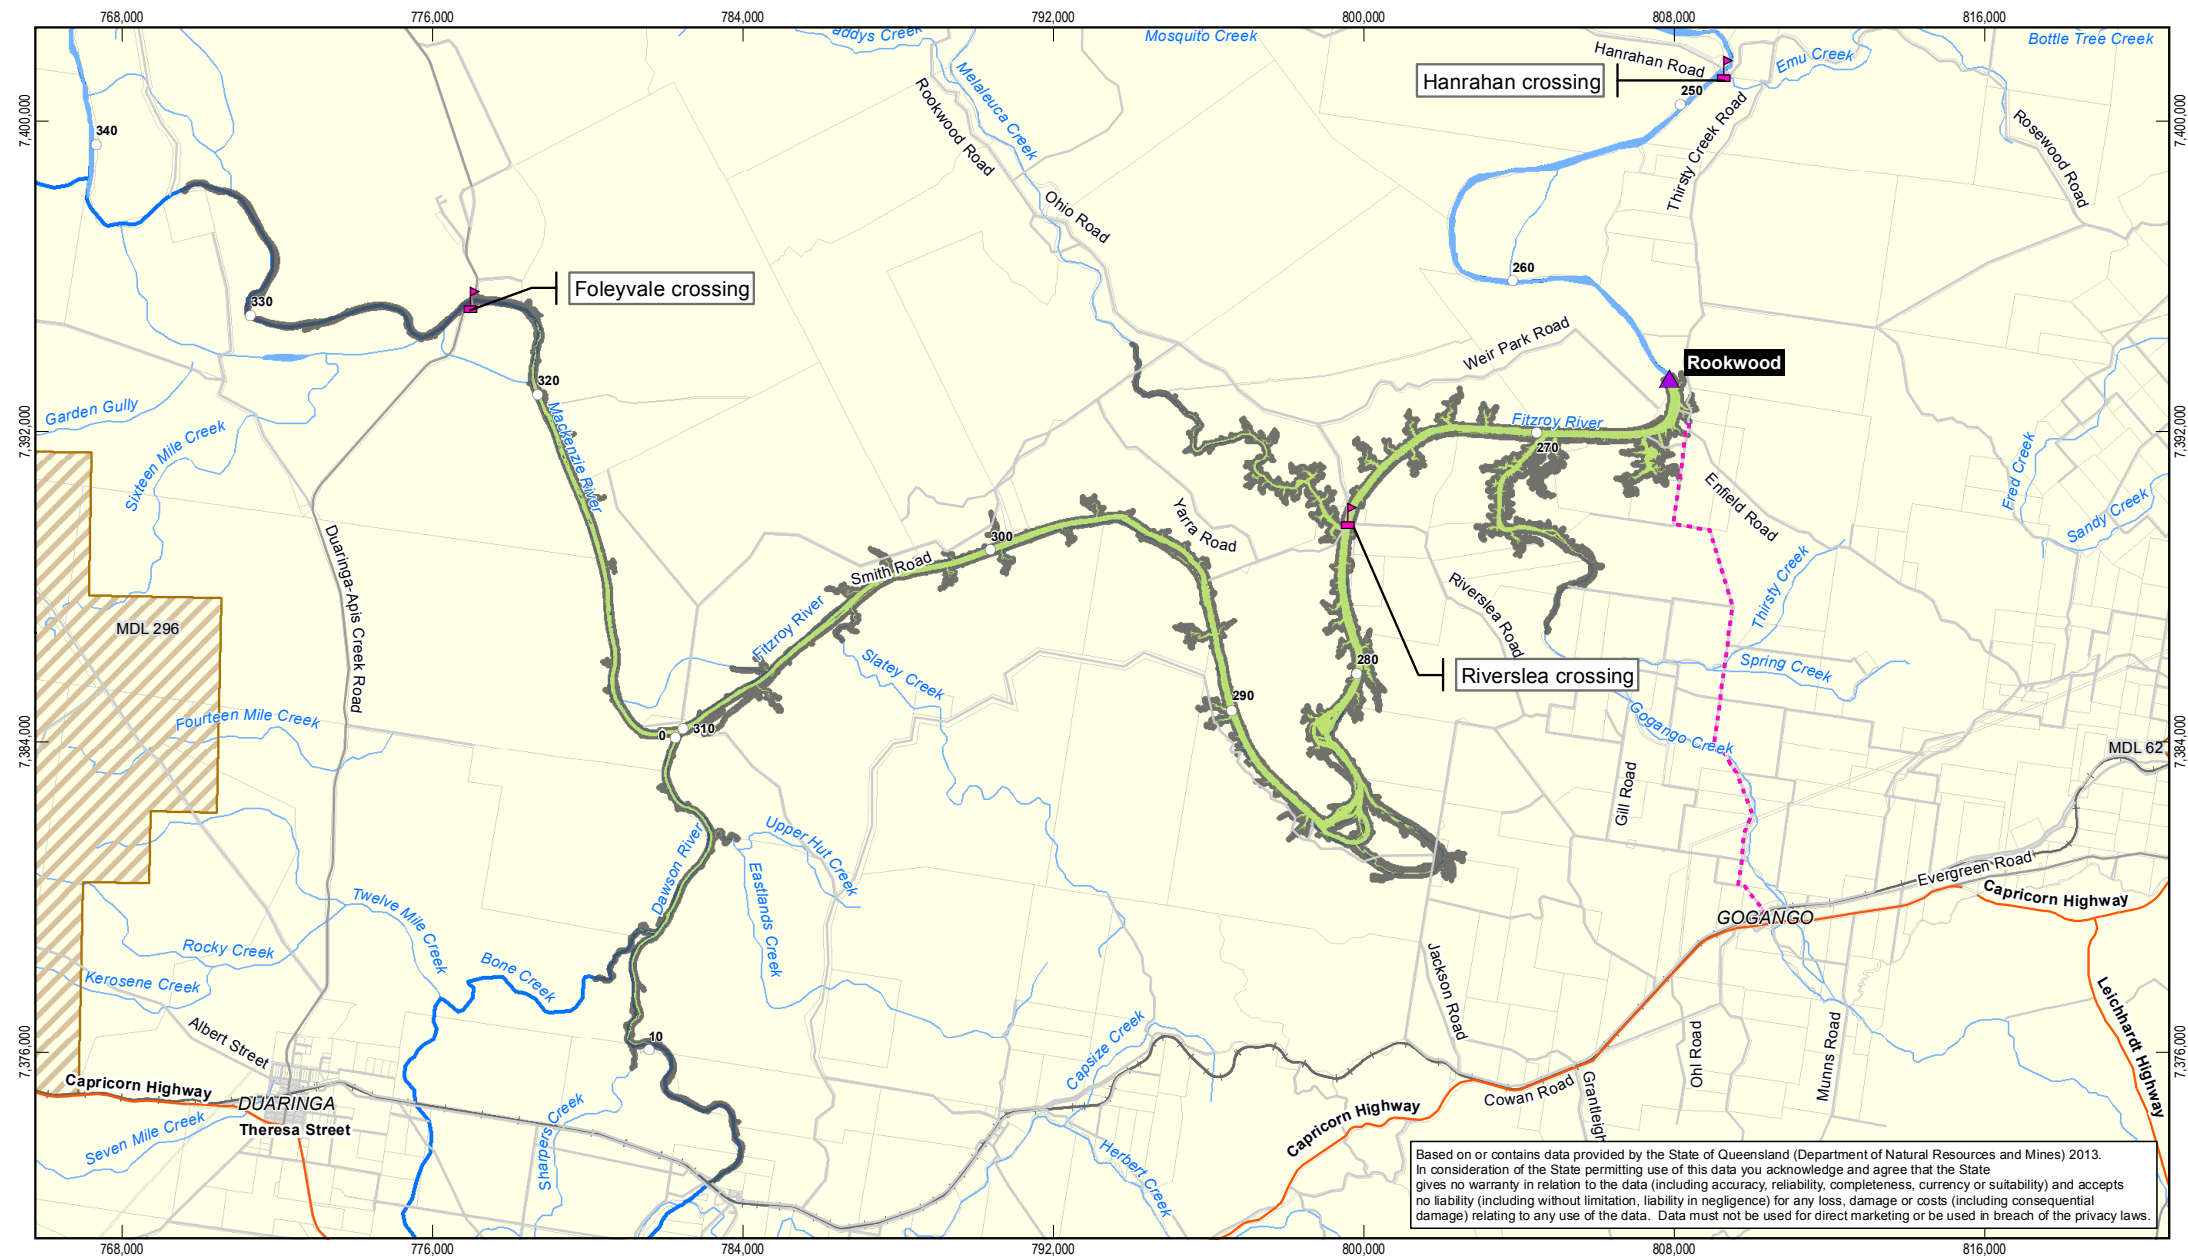 768,000
776,000
784,000
792,000
800,000
808,000
816,000
addys Creek
Mosquito Creek
Bottle Tree Creek
Hanrahan Road
Emu Creek
Hanrahan crossing
250
Melaleuca Creek
Rookwood Road
Thirsty Creek Road
Rosewood Road
7,400,000
7,400,000
340
Ohio Road
260
Foleyvale crossing
330
Weir Park Road
Rookwood
320
Garden Gully
Mackenzie River
Fitzroy River
270
7,392,000
7,392,000
Sixteen Mile Creek
Fred Creek
Sandy Creek
Enfield Road
Yarra Road
300
Smith Road
Duaringa-Apis Creek Road
Thirsty Creek
Riverslea Road
MDL 296
Fitzroy River
Slatey Creek
280
Riverslea crossing
Spring Creek
290
Gogango Creek
Fourteen Mile Creek
0
310
7,384,000
7,384,000
MDL 62
Gill Road
Upper Hut Creek
Dawson River
Eastlands Creek
Evergreen Road
Capricorn Highway
Twelve Mile Creek
GOGANGO
Rocky Creek
Bone Creek
Kerosene Creek
Jackson Road
Leichhardt Highway
Albert Street
10
Capsize Creek
Ohl Road
Munns Road
7,376,000
7,376,000
Capricorn Highway
DUARINGA
Theresa Street
Seven Mile Creek
Sharpers Creek
Herbert Creek
Capricorn Highway
Cowan Road
Grantleigh
Based on or contains data provided by the State of Queensland (Department of Natural Resources and Mines) 2013.
In consideration of the State permitting use of this data you acknowledge and agree that the State
gives no warranty in relation to the data (including accuracy, reliability, completeness, currency or suitability) and accepts
no liability (including without limitation, liability in negligence) for any loss, damage or costs (including consequential
damage) relating to any use of the data. Data must not be used for direct marketing or be used in breach of the privacy laws.
768,000
776,000
784,000
792,000
800,000
808,000
816,000